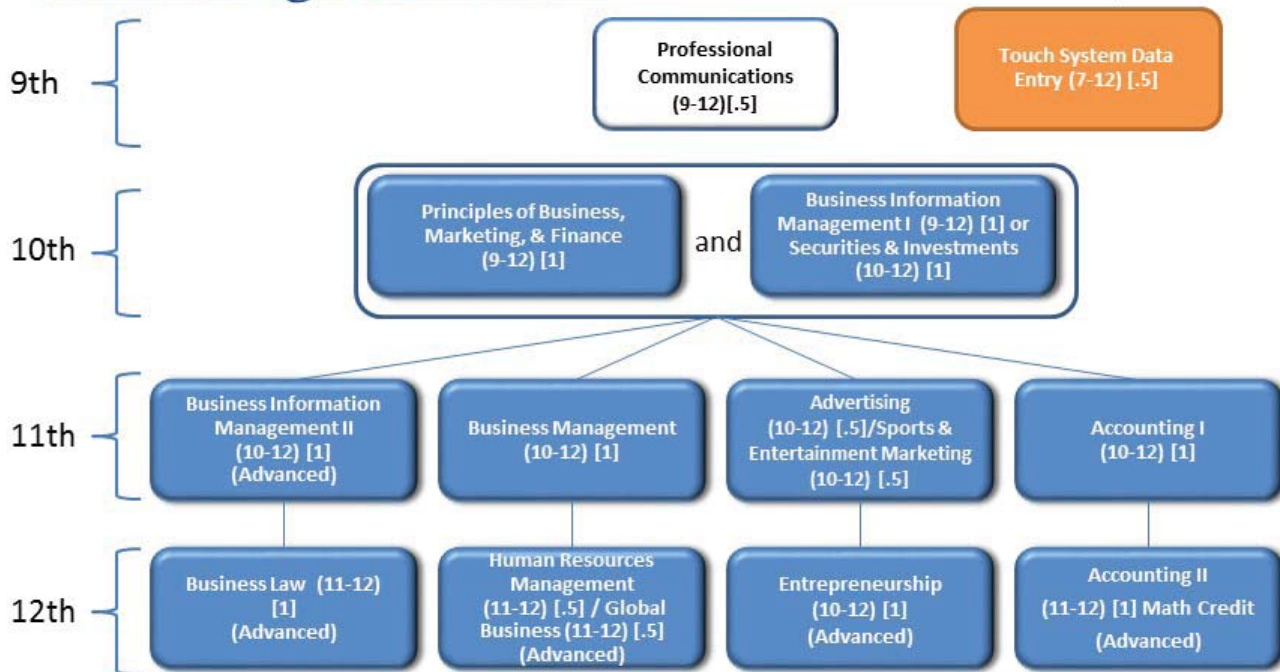 9th
Professional
Communications
(9-12)[.5]
Touch System Data
Entry (7-12) [.5]
10th
Principles of Business,
Marketing, & Finance
(9-12) [1]
and
Business Information
Management I (9-12) [1] or
Securities & Investments
(10-12) [1]
11th
Business Information
Management II
(10-12) [1]
(Advanced)
Business Management
(10-12) [1]
Advertising
(10-12) [.5]/Sports &
Entertainment Marketing
(10-12) [.5]
Accounting I
(10-12) [1]
12th
Business Law (11-12)
[1]
(Advanced)
Human Resources
Management
(11-12) [.5] / Global
Business (11-12) [.5]
(Advanced)
Entrepreneurship
(10-12) [1]
(Advanced)
Accounting II
(11-12) [1] Math Credit
(Advanced)